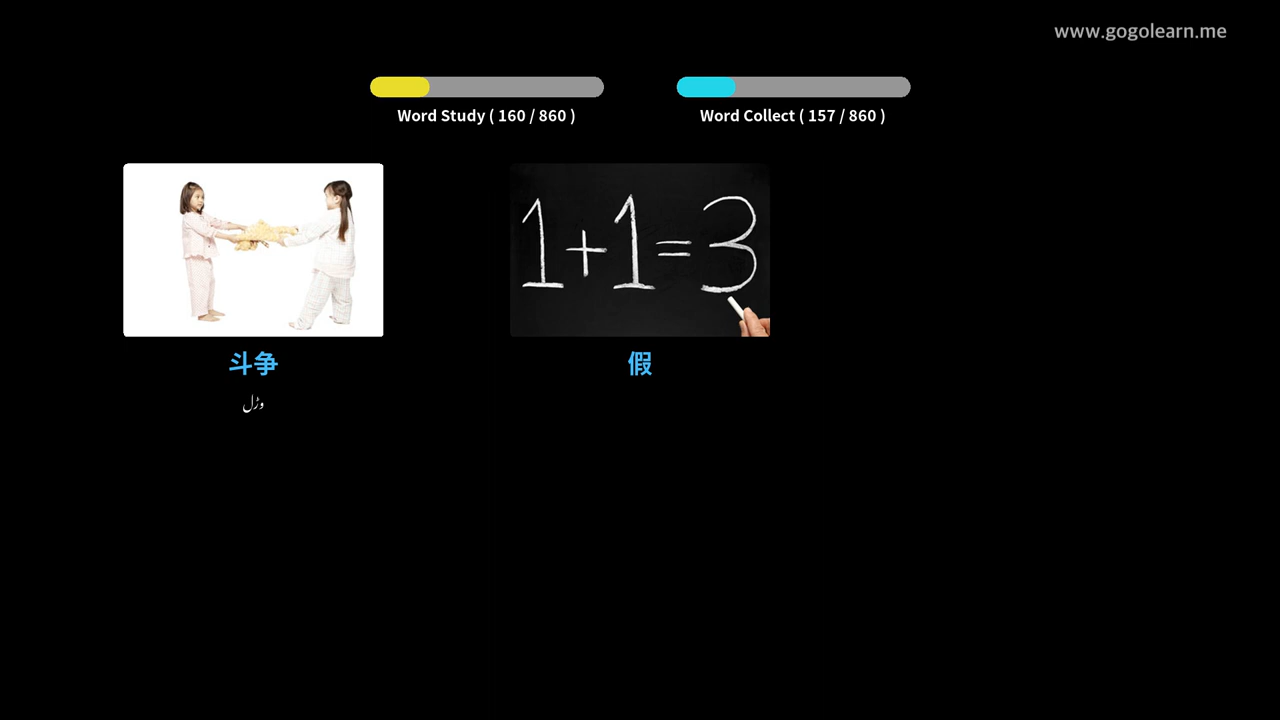 www.gogolearn.me
Word Study ( 160 / 860 )
Word Collect ( 157 / 860 )
1+1=3
斗争
假
وڑل